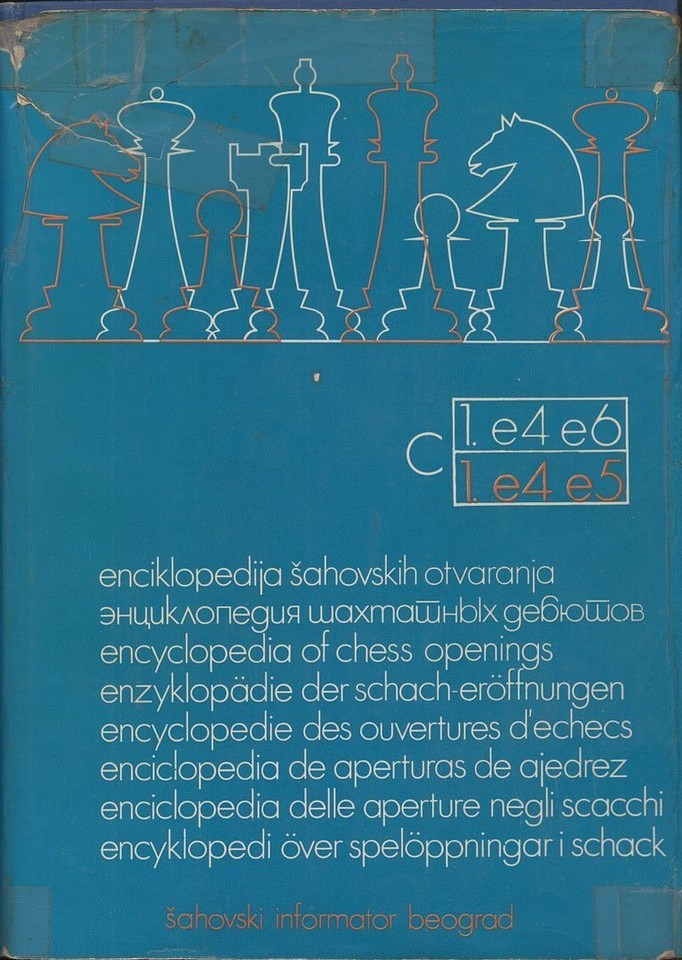 C
1. e4 e6
1. e4 e5
enciklopedija šahovskih otvaranja
энциклопедия шахматных дебютов
encyclopedia of chess openings
enzyklopädie der schach-eröffnungen
encyclopedie des ouvertures d'echecs
enciclopedia de aperturas de ajedrez
enciclopedia delle aperture negli scacchi
encyklopedi över spelöppningar i schack
šahovski informator beograd